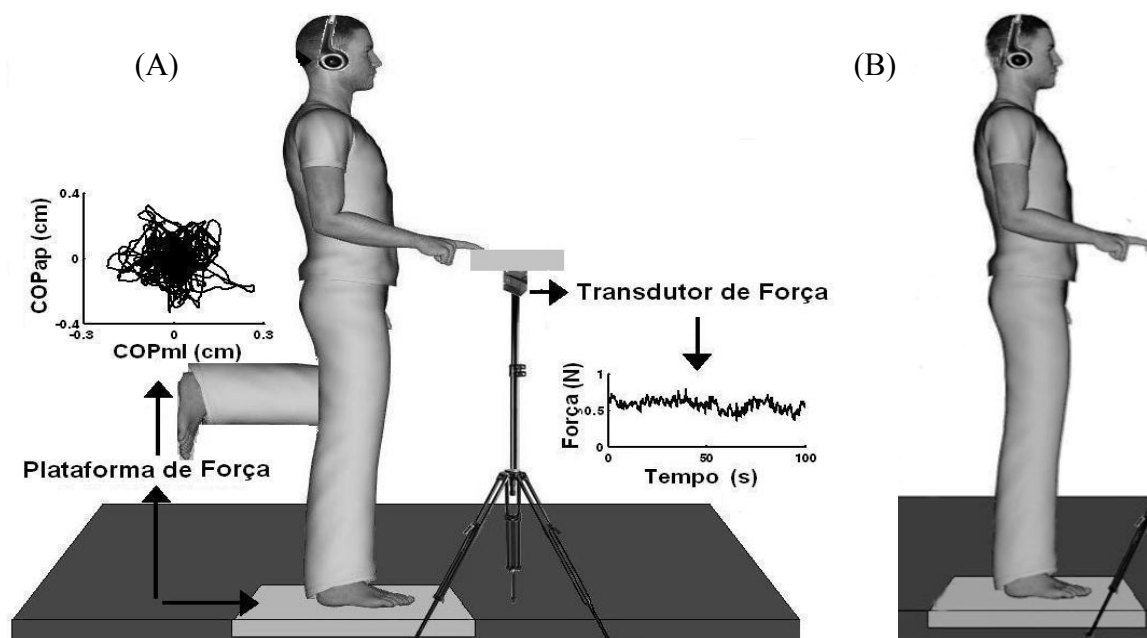 (A)
(B)
COPap (cm)
0.4
0
-0.4
-0.3
0
0.3
COPml (cm)
Transdutor de Força
Força (N)
1
0.5
0
0
50
100
Tempo (s)
Plataforma de Força